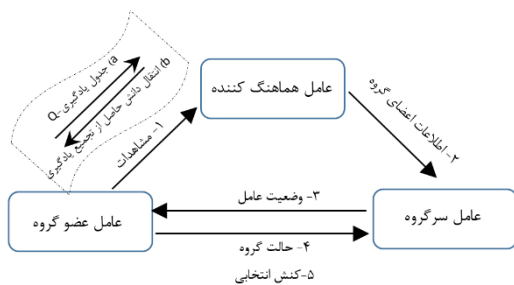 a) جدول یادگیری-Q
b) انتقال دانش حاصل از تجمیع یادگیری
عامل هماهنگ کننده
۱- مشاهدات
۲- اطلاعات اعضای گروه
عامل عضو گروه
۳- وضعیت عامل
عامل سرگروه
۴- حالت گروه
۵-کنش انتخابی